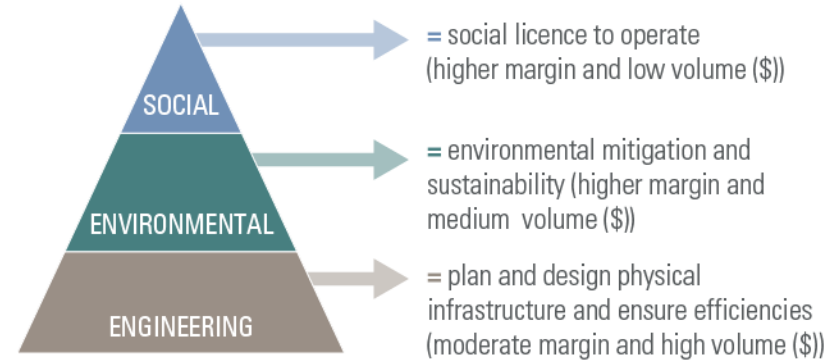 SOCIAL
= social licence to operate
(higher margin and low volume ($))
ENVIRONMENTAL
= environmental mitigation and
sustainability (higher margin and
medium volume ($))
ENGINEERING
= plan and design physical
infrastructure and ensure efficiencies
(moderate margin and high volume ($))